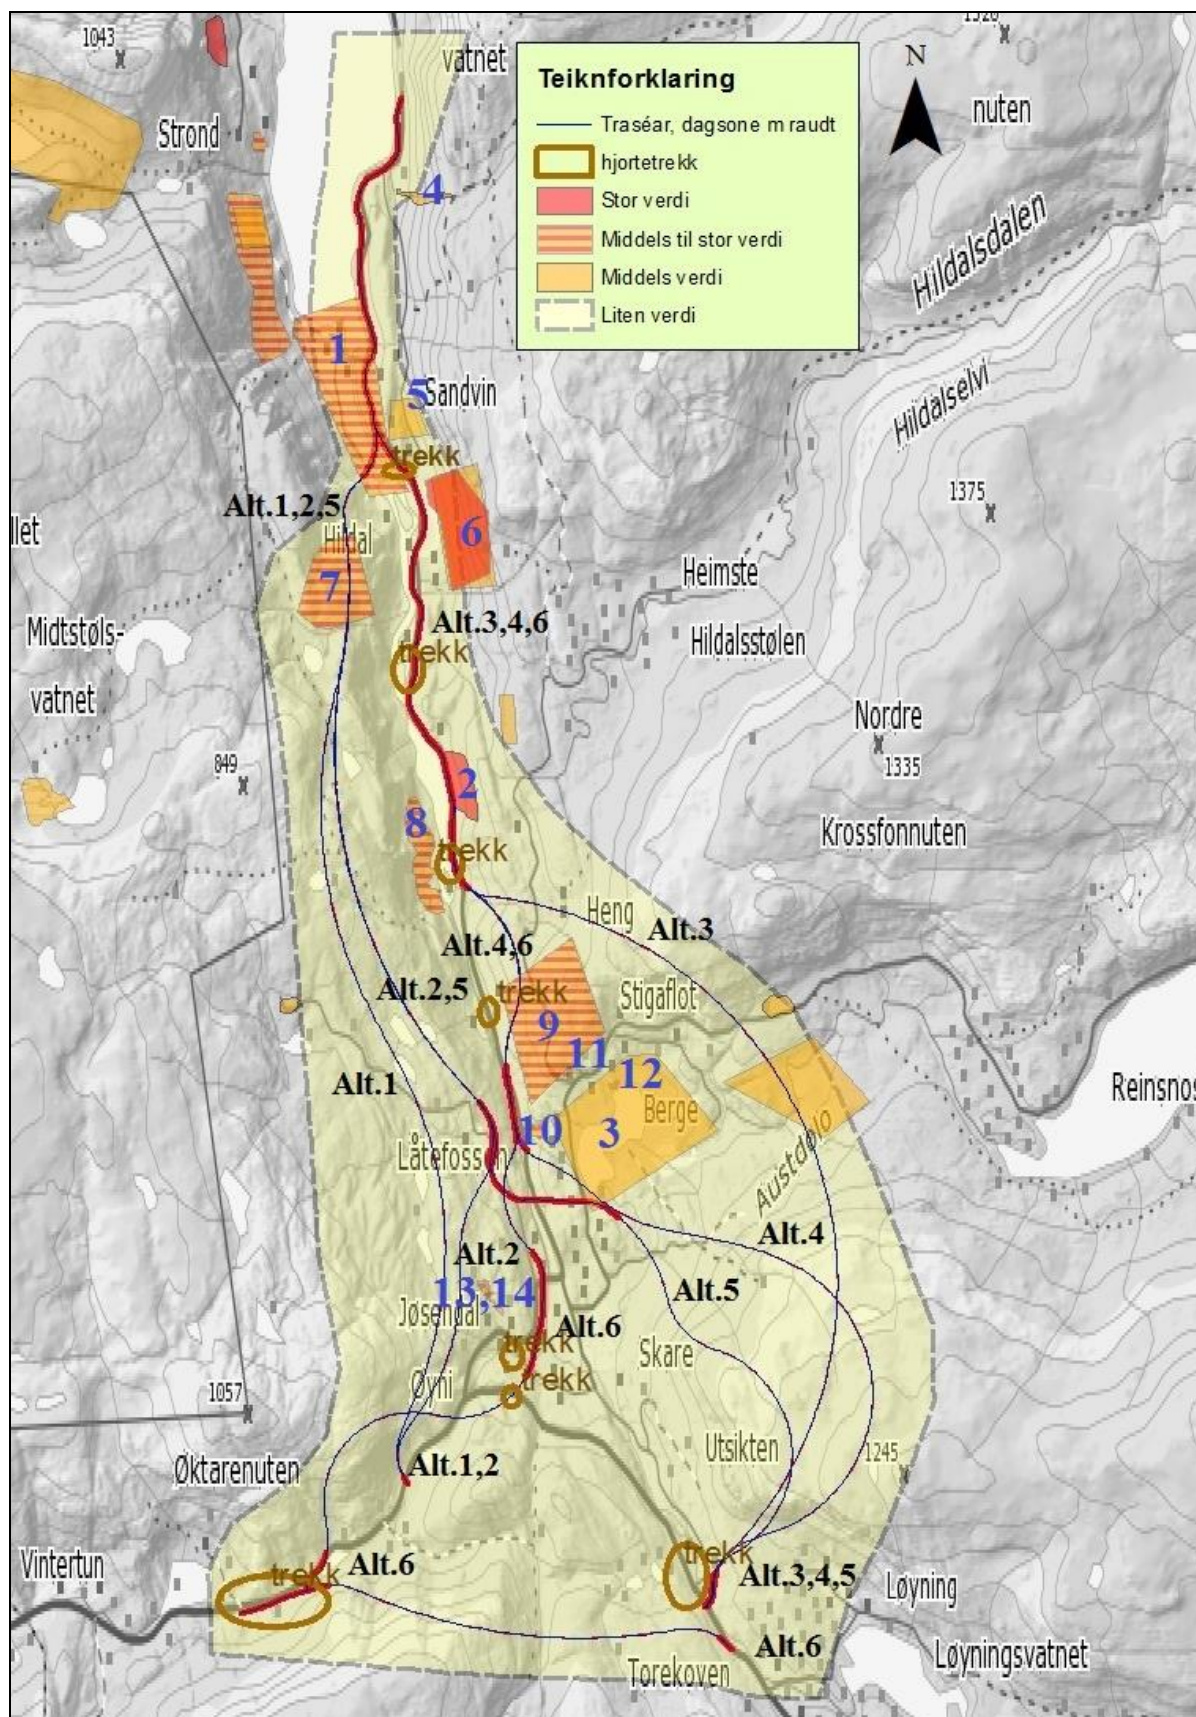 1043
vatnet
1320
Strond
nuten
N
Teiknforklaring
Traséar, dagsone m raudt
hjortetrekk
Stor verdi
Middels til stor verdi
Middels verdi
Liten verdi
4
Hildalsdalen
1
5
Sandvin
Hildalselvi
trekk
Alt.1,2,5
1375
llet
Hildal
6
7
Heimste
Hildalsstølen
Alt.3,4,6
trekk
Midtstøls-
vatnet
Nordre
1335
849
2
8
Krossfonnuten
trekk
Heng
Alt.3
Alt.4,6
Alt.2,5
trekk
Stigaflot
9
11
12
Alt.1
Berge
Reinsnos
10
3
Låtefossen
Austdølo
Alt.2
Alt.4
13,14
Alt.5
Jøsendal
Alt.6
trekk
Skare
Øyni
trekk
1057
Utsikten
1245
Øktarenuten
Alt.1,2
Vintertun
Alt.6
trekk
trekk
Alt.3,4,5
Løyning
Alt.6
Torekoven
Løyningsvatnet